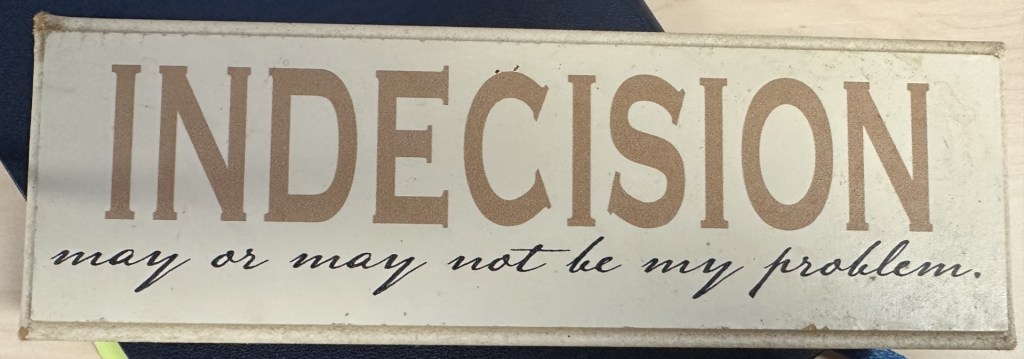 INDECISION
may or may not be my problem.